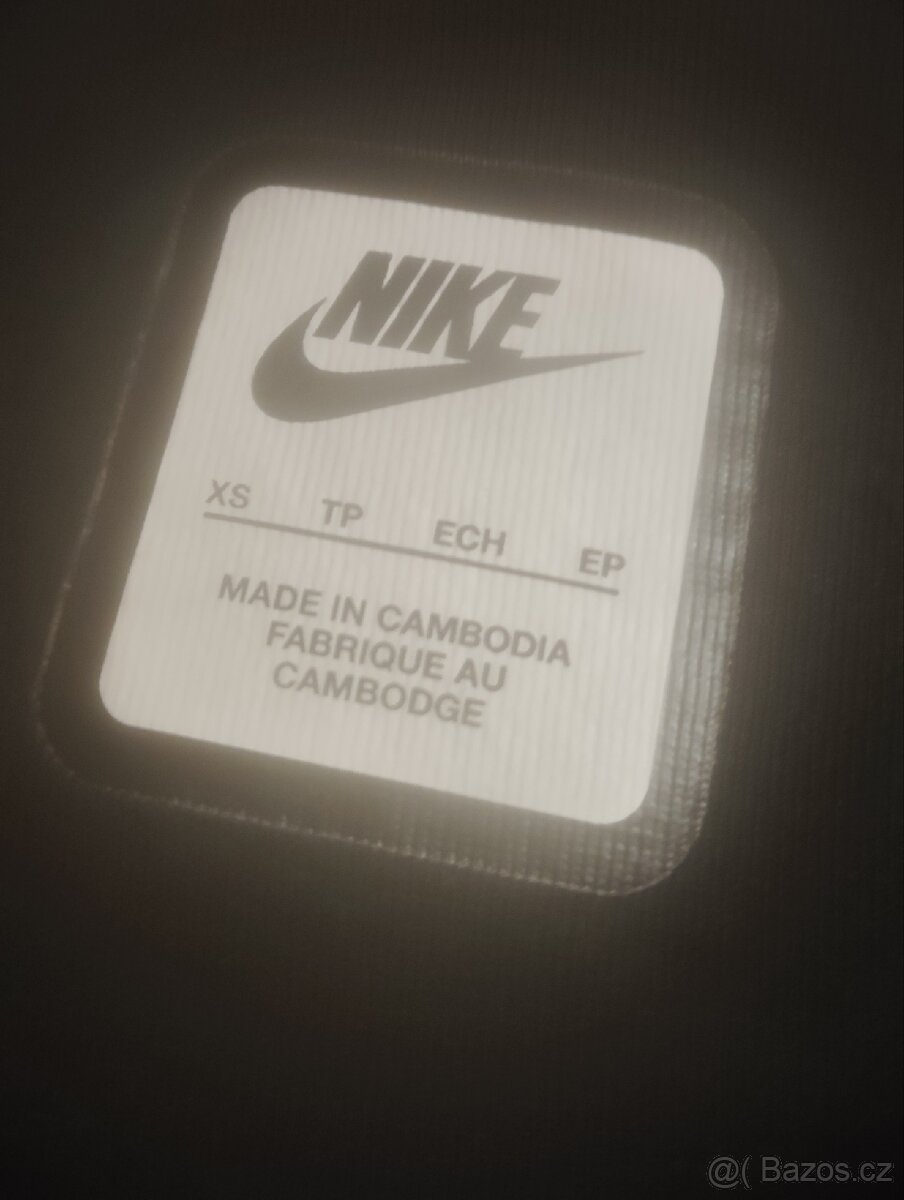 NIKE
XS TP ECH EP
MADE IN CAMBODIA
FABRIQUE AU
CAMBODGE
@( Bazos.cz